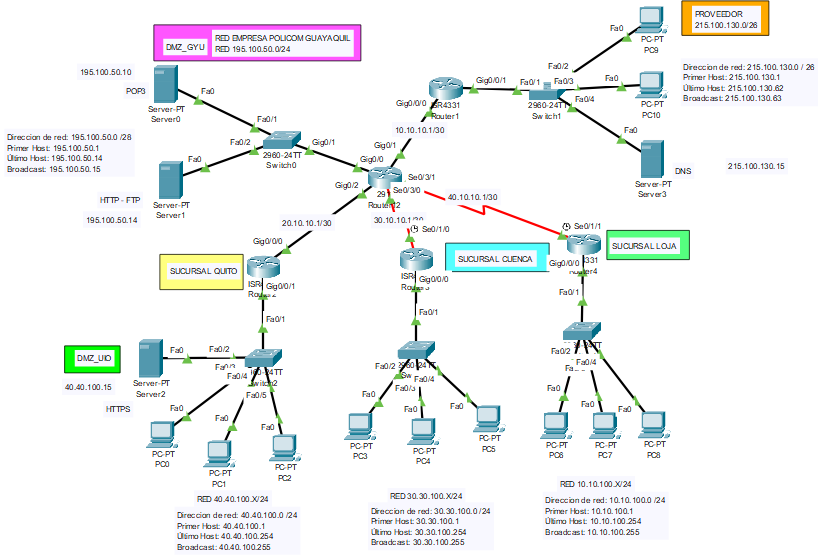 DMZ_GYU
RED EMPRESA POLICOM GUAYAQUIL
RED 195.100.50.0/24
PROVEEDOR
215.100.130.0/26
Fa0
PC-PT
PC9
Fa0/2
195.100.50.10
POP3
Fa0
Server-PT
Server0
Fa0/1
Gig0/0/1
Fa0/1
Fa0/3
Fa0
Fa0/4
PC-PT
PC10
ISR4331
Router1
2960-24TT
Switch1
Direccion de red: 215.100.130.0 / 26
Primer Host: 215.100.130.1
Último Host: 215.100.130.62
Broadcast: 215.100.130.63
Gig0/0/0
10.10.10.1/30
Gig0/1
Direccion de red: 195.100.50.0 /28
Primer Host: 195.100.50.1
Último Host: 195.100.50.14
Broadcast: 195.100.50.15
Fa0/2
Gig0/1
2960-24TT
Switch0
Gig0/0
Fa0
Server-PT
Server3
DNS
215.100.130.15
Fa0
HTTP - FTP
Server-PT
Server1
195.100.50.14
Gig0/2
Se0/3/1
Se0/3/0
40.10.10.1/30
20.10.10.1/30
30.10.10.1/30
Se0/1/0
Se0/1/1
Gig0/0/0
SUCURSAL QUITO
Gig0/0/1
SUCURSAL CUENCA
Gig0/0/0
SUCURSAL LOJA
Gig0/0/0
Router4
Fa0/1
Fa0/1
Fa0/1
DMZ_UIO
Fa0
Fa0/2
Fa0/3
Fa0/4
Fa0/5
Switch2
Server-PT
Server2
40.40.100.15
HTTPS
Fa0
PC-PT
PC0
Fa0
PC-PT
PC1
Fa0
PC-PT
PC2
Fa0/2
Fa0/3
Fa0/4
Fa0
PC-PT
PC3
Fa0
PC-PT
PC4
Fa0
PC-PT
PC5
Fa0/2
Fa0/4
Fa0
PC-PT
PC6
Fa0
PC-PT
PC7
Fa0
PC-PT
PC8
RED 40.40.100.X/24
Direccion de red: 40.40.100.0 /24
Primer Host: 40.40.100.1
Último Host: 40.40.100.254
Broadcast: 40.40.100.255
RED 30.30.100.X/24
Direccion de red: 30.30.100.0 /24
Primer Host: 30.30.100.1
Último Host: 30.30.100.254
Broadcast: 30.30.100.255
RED 10.10.100.X/24
Direccion de red: 10.10.100.0 /24
Primer Host: 10.10.100.1
Último Host: 10.10.100.254
Broadcast: 10.10.100.255